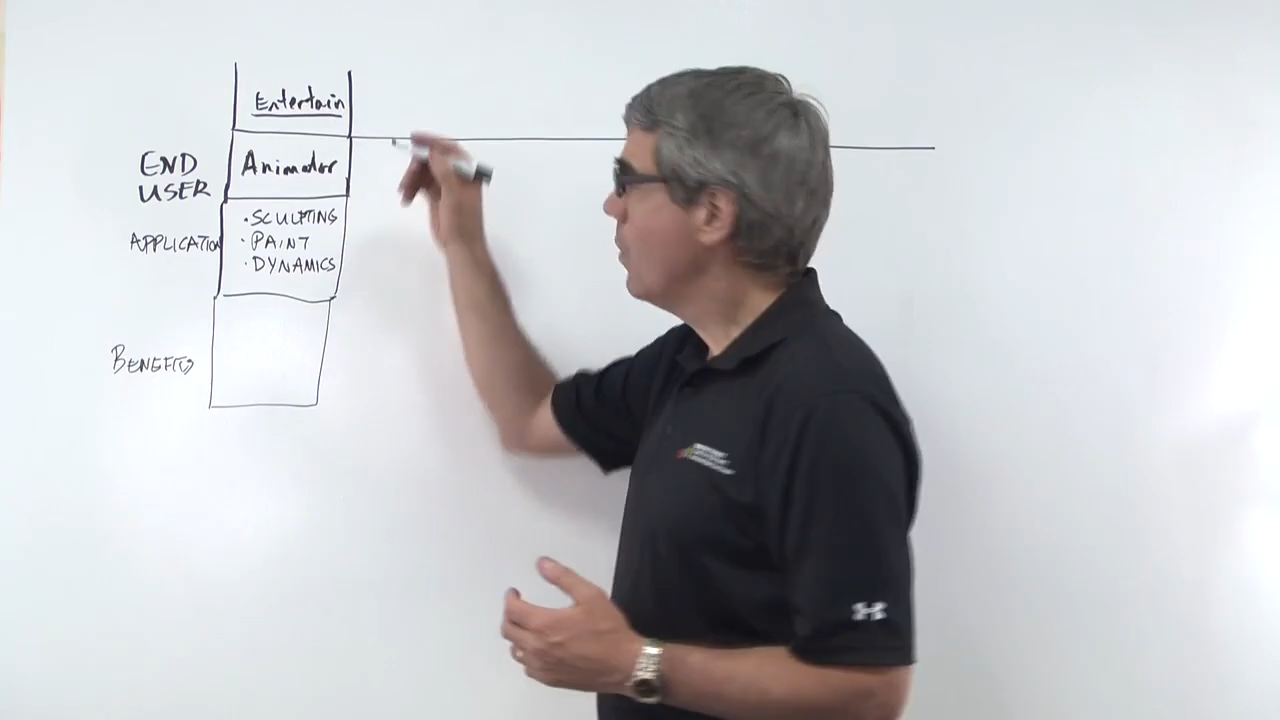 Entertain
END
USER
Animator
APPLICATION
• SCULPTING
• PAINT
• DYNAMICS
BENEFITS